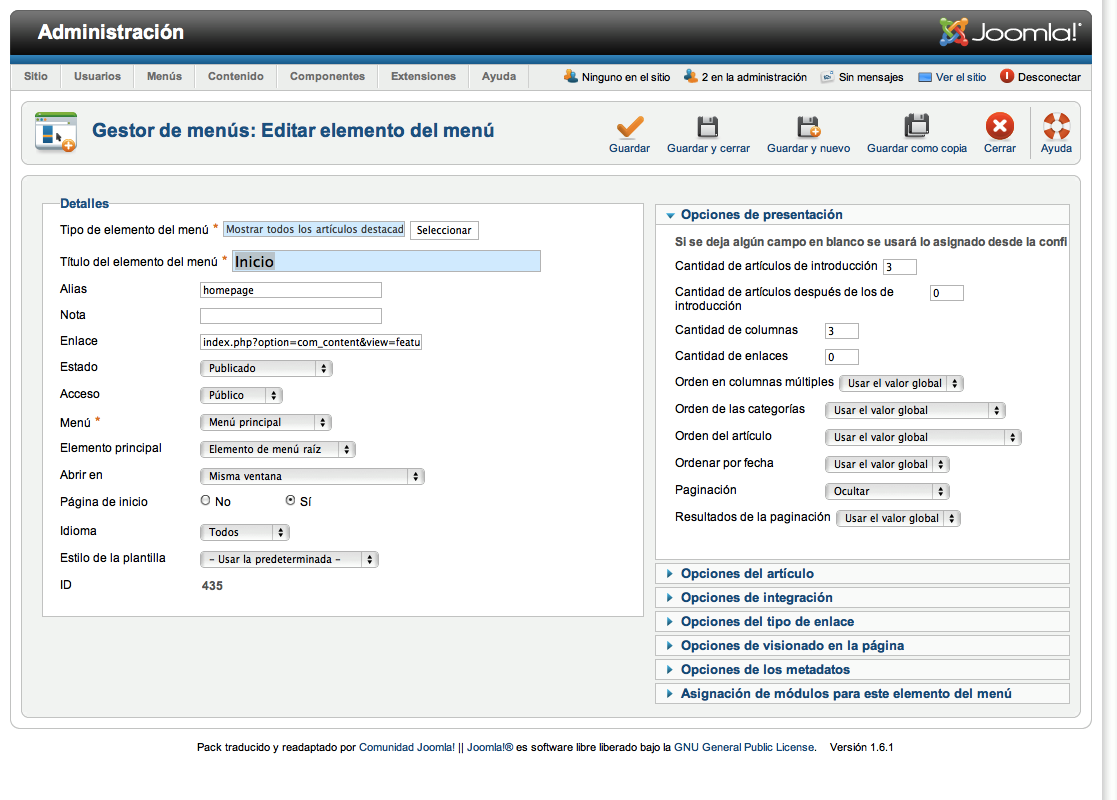 Administración
Joomla!
Sitio Usuarios Menús Contenido Componentes Extensiones Ayuda Ninguno en el sitio 2 en la administración Sin mensajes Ver el sitio Desconectar
Gestor de menús: Editar elemento del menú
Guardar Guardar y cerrar Guardar y nuevo Guardar como copia Cerrar Ayuda
Detalles
Tipo de elemento del menú * Mostrar todos los artículos destacad Seleccionar
Título del elemento del menú * Inicio
Alias homepage
Nota
Enlace index.php?option=com_content&view=featu
Estado Publicado
Acceso Público
Menú * Menú principal
Elemento principal Elemento de menú raíz
Abrir en Misma ventana
Página de inicio No Sí
Idioma Todos
Estilo de la plantilla - Usar la predeterminada -
ID 435
Opciones de presentación
Si se deja algún campo en blanco se usará lo asignado desde la confi
Cantidad de artículos de introducción 3
Cantidad de artículos después de los de 0
introducción
Cantidad de columnas 3
Cantidad de enlaces 0
Orden en columnas múltiples Usar el valor global
Orden de las categorías Usar el valor global
Orden del artículo Usar el valor global
Ordenar por fecha Usar el valor global
Paginación Ocultar
Resultados de la paginación Usar el valor global
Opciones del artículo
Opciones de integración
Opciones del tipo de enlace
Opciones de visionado en la página
Opciones de los metadatos
Asignación de módulos para este elemento del menú
Pack traducido y readaptado por Comunidad Joomla! || Joomla!® es software libre liberado bajo la GNU General Public License. Versión 1.6.1